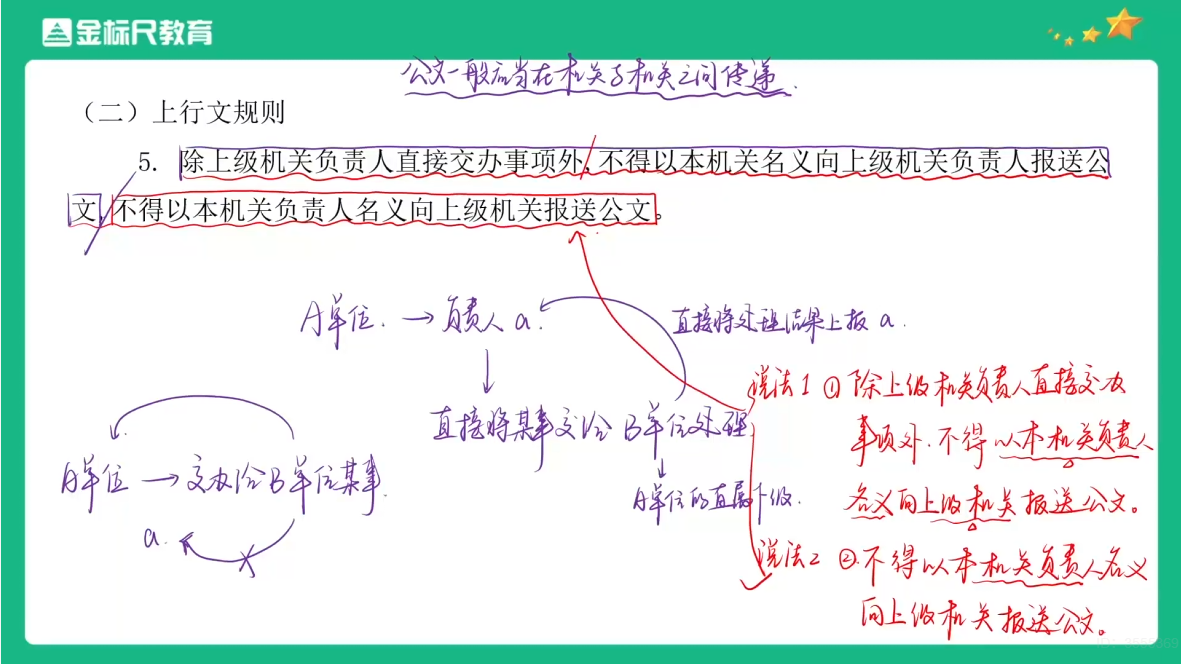 金标尺教育
公文一般应当在机关与机关之间传递.
（二）上行文规则
5. 除上级机关负责人直接交办事项外,不得以本机关名义向上级机关负责人报送公
文,不得以本机关负责人名义向上级机关报送公文。
A单位. → 负责人 a.
直接将处理结果上报 a.
直接将某事交给 B单位处理
A单位的直属下级.
A单位 → 交办给B单位某事.
a.
说法1 ① 除上级机关负责人直接交办
事项外.不得以本机关负责人
名义向上级机关报送公文。
说法2 ②.不得以本机关负责人名义
向上级机关报送公文。